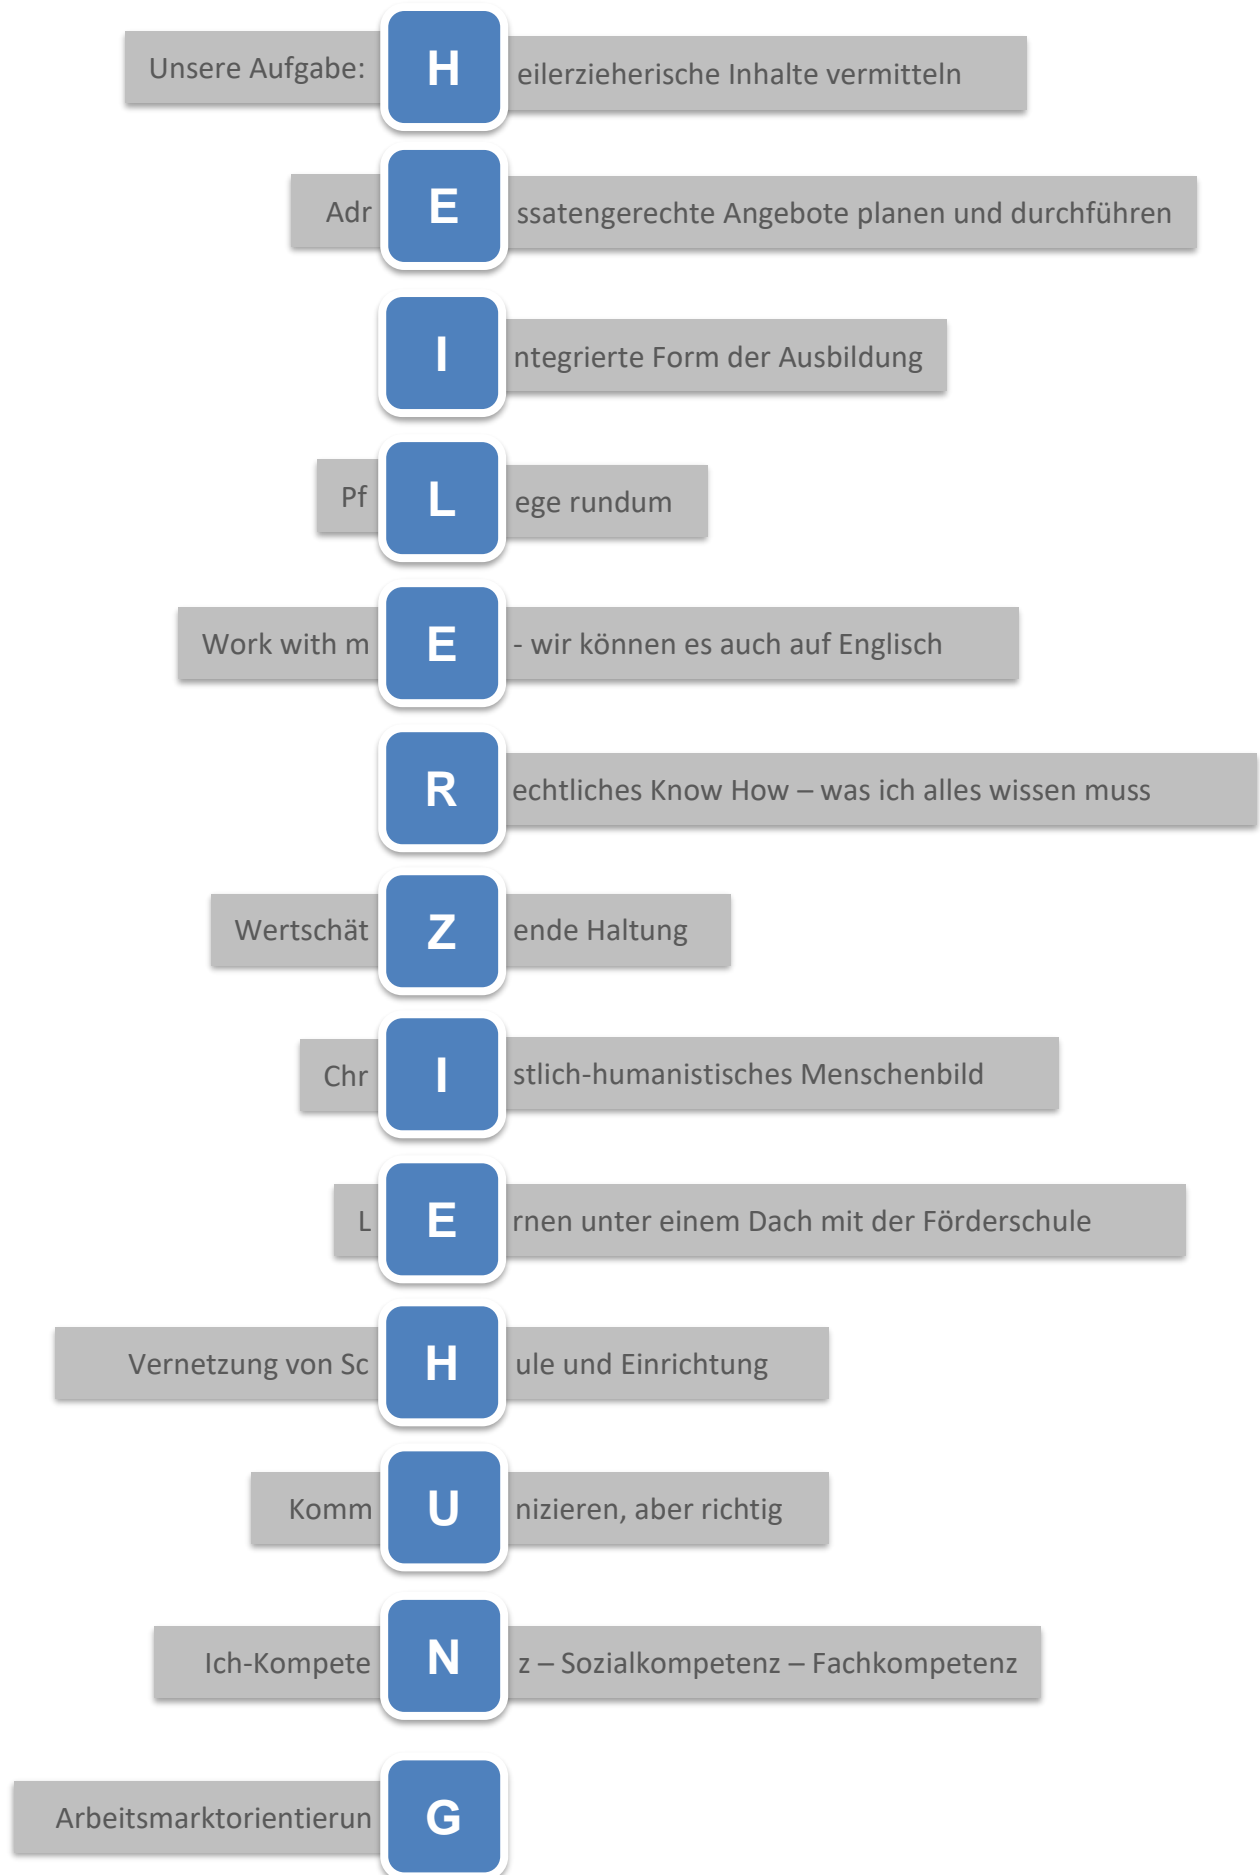 Unsere Aufgabe: H eilerzieherische Inhalte vermitteln
Adr E ssatengerechte Angebote planen und durchführen
I ntegrierte Form der Ausbildung
Pf L ege rundum
Work with m E - wir können es auch auf Englisch
R echtliches Know How – was ich alles wissen muss
Wertschät Z ende Haltung
Chr I stlich-humanistisches Menschenbild
L E rnen unter einem Dach mit der Förderschule
Vernetzung von Sc H ule und Einrichtung
Komm U nizieren, aber richtig
Ich-Kompete N z – Sozialkompetenz – Fachkompetenz
Arbeitsmarktorientierun G